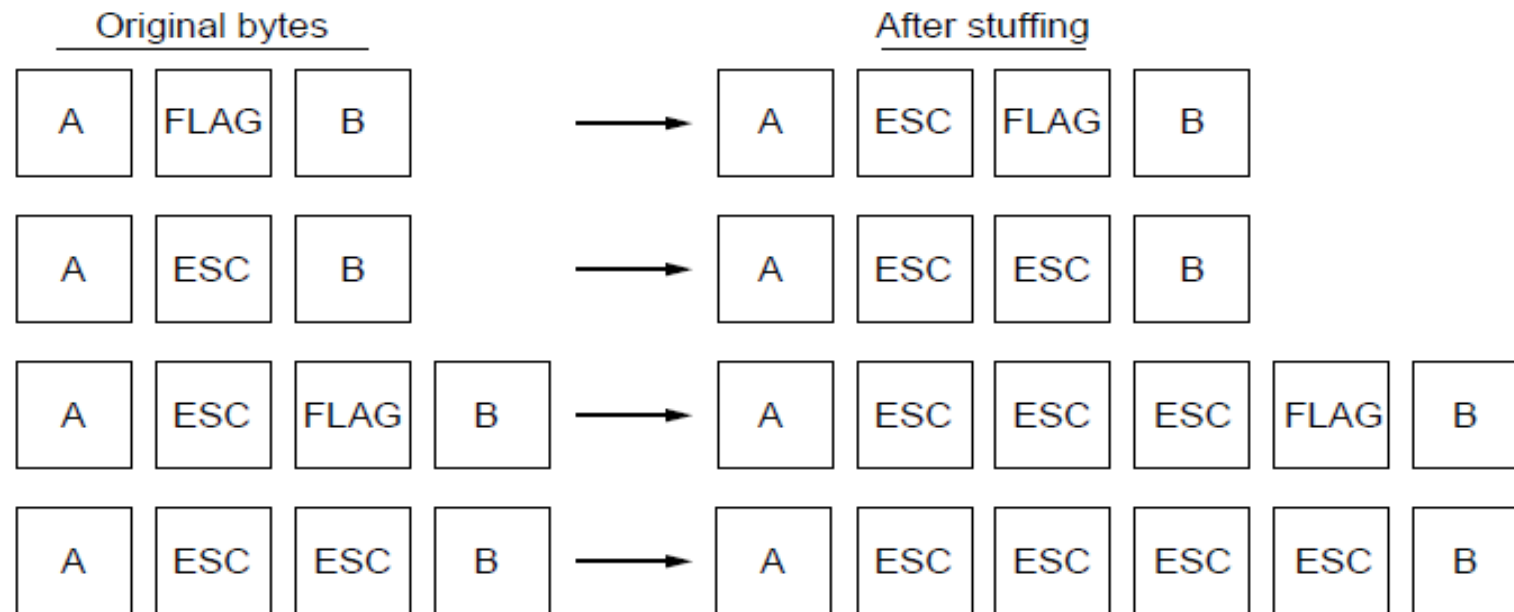 Original bytes After stuffing
A FLAG B A ESC FLAG B
A ESC B A ESC ESC B
A ESC FLAG B A ESC ESC ESC FLAG B
A ESC ESC B A ESC ESC ESC ESC B